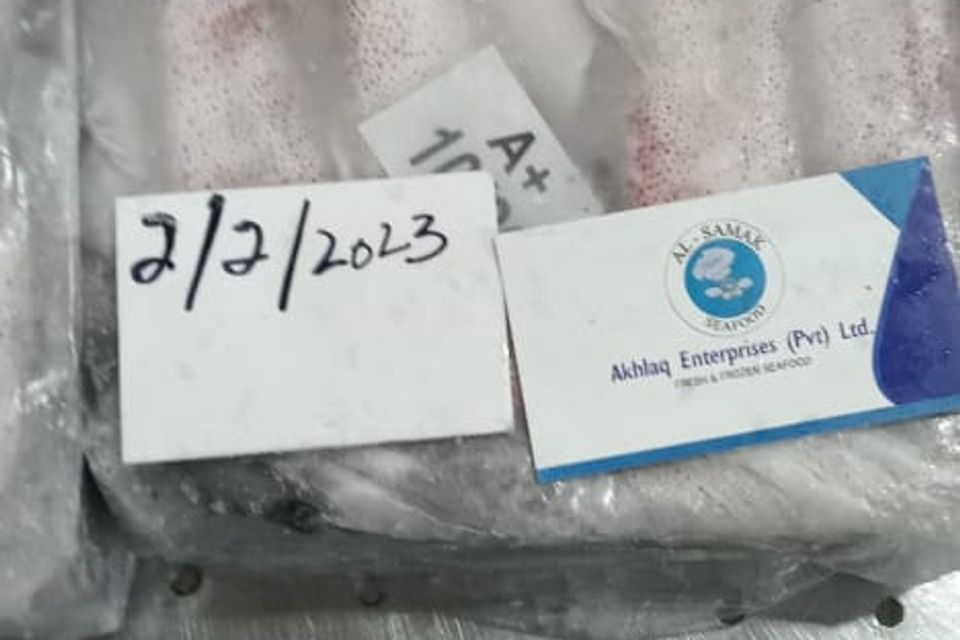 A+
2/2/2023
AL-SAMAK
SEAFOOD
Akhlaq Enterprises (Pvt) Ltd.
FRESH & FROZEN SEAFOOD